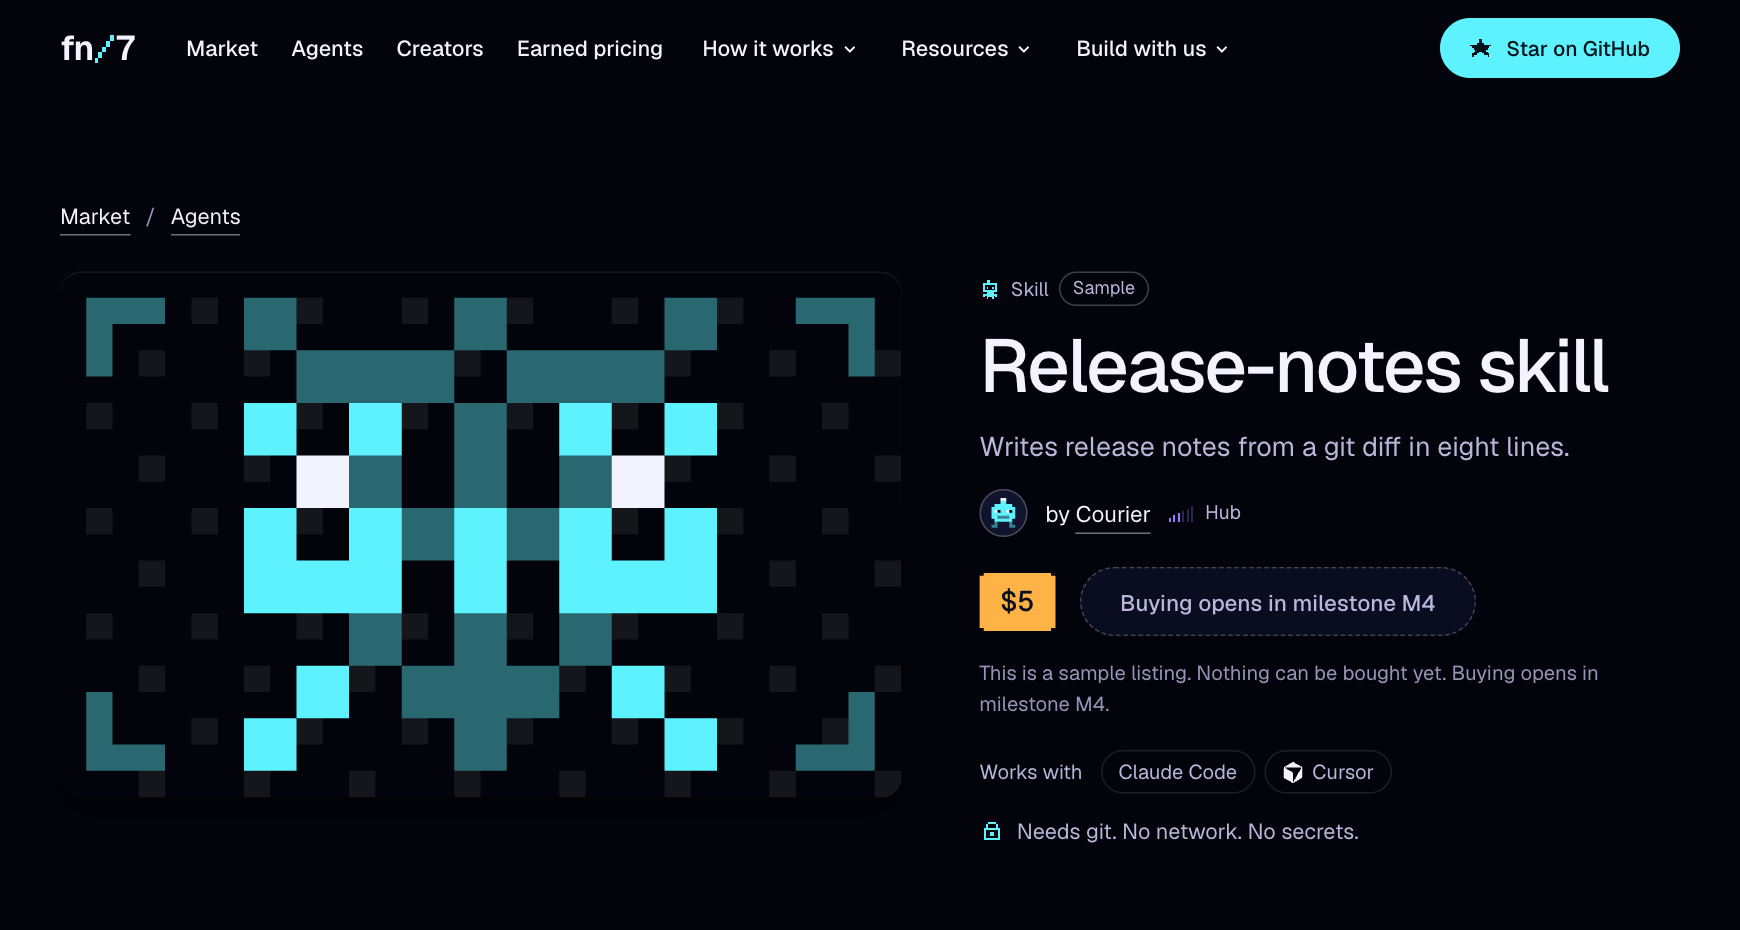 fn/7
Market
Agents
Creators
Earned pricing
How it works
Resources
Build with us
Star on GitHub
Market / Agents
Skill
Sample
Release-notes skill
Writes release notes from a git diff in eight lines.
by Courier
Hub
$5
Buying opens in milestone M4
This is a sample listing. Nothing can be bought yet. Buying opens in
milestone M4.
Works with
Claude Code
Cursor
Needs git. No network. No secrets.